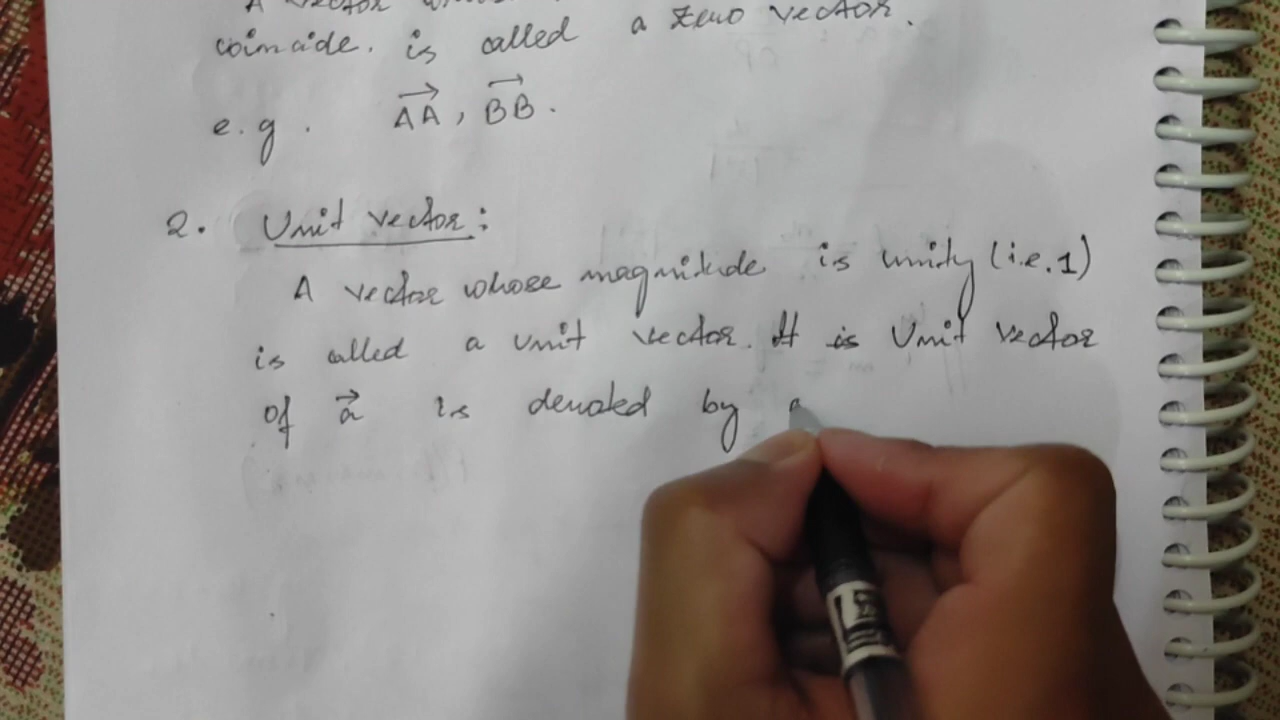 A vector
coincide. is called a zero vector.
e.g. AA, BB.
2. Unit vector:
A vector whose magnitude is unity (i.e. 1)
is called a unit vector. It is Unit vector
of a is denoted by